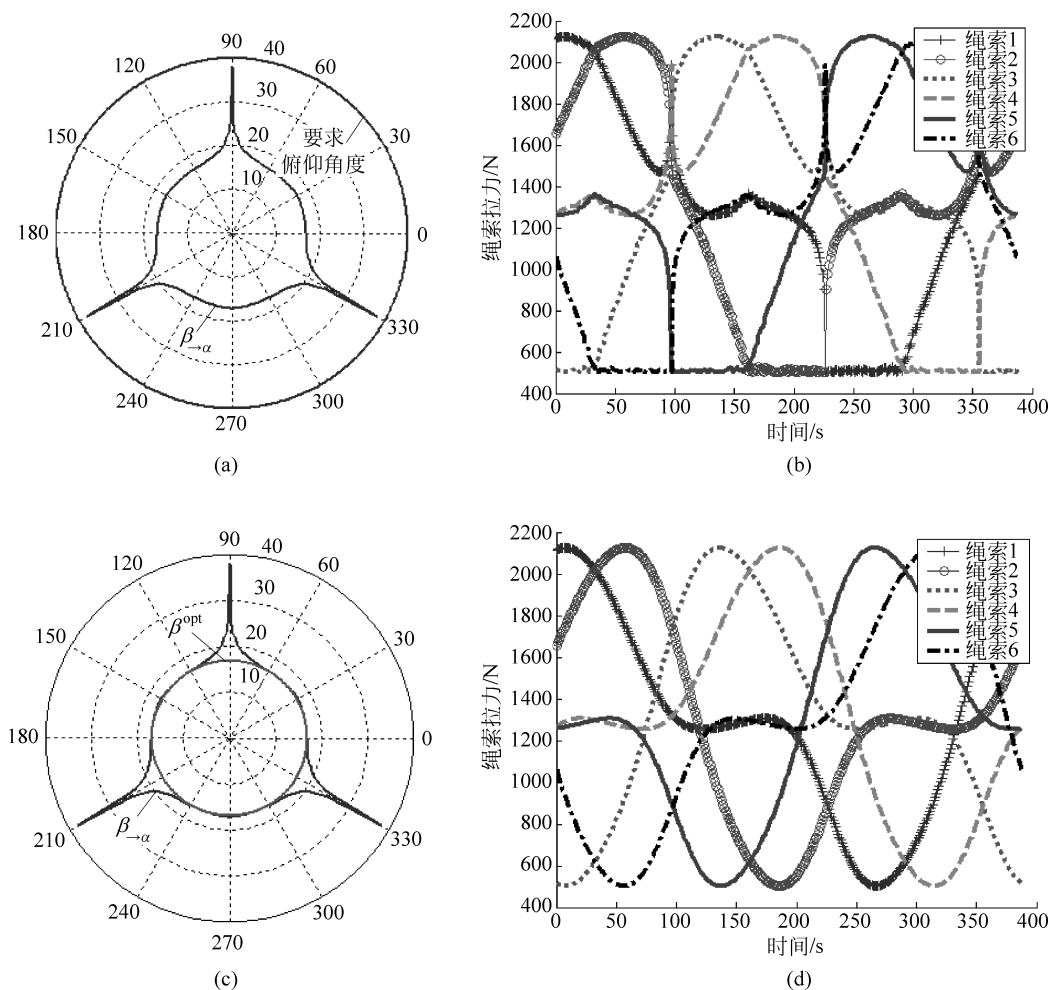 90
120
40
60
30
要求
俯仰角度
30
150
20
10
180
0
210
β→α
330
240
300
270
(a)
2200
2000
1800
1600
1400
1200
1000
800
600
400
绳索拉力/N
0
50
100
150
200
250
300
350
400
时间/s
绳索1
绳索2
绳索3
绳索4
绳索5
绳索6
(b)
90
120
40
60
30
β^opt
150
20
30
10
180
0
210
β→α
330
240
300
270
(c)
2200
2000
1800
1600
1400
1200
1000
800
600
400
绳索拉力/N
0
50
100
150
200
250
300
350
400
时间/s
绳索1
绳索2
绳索3
绳索4
绳索5
绳索6
(d)